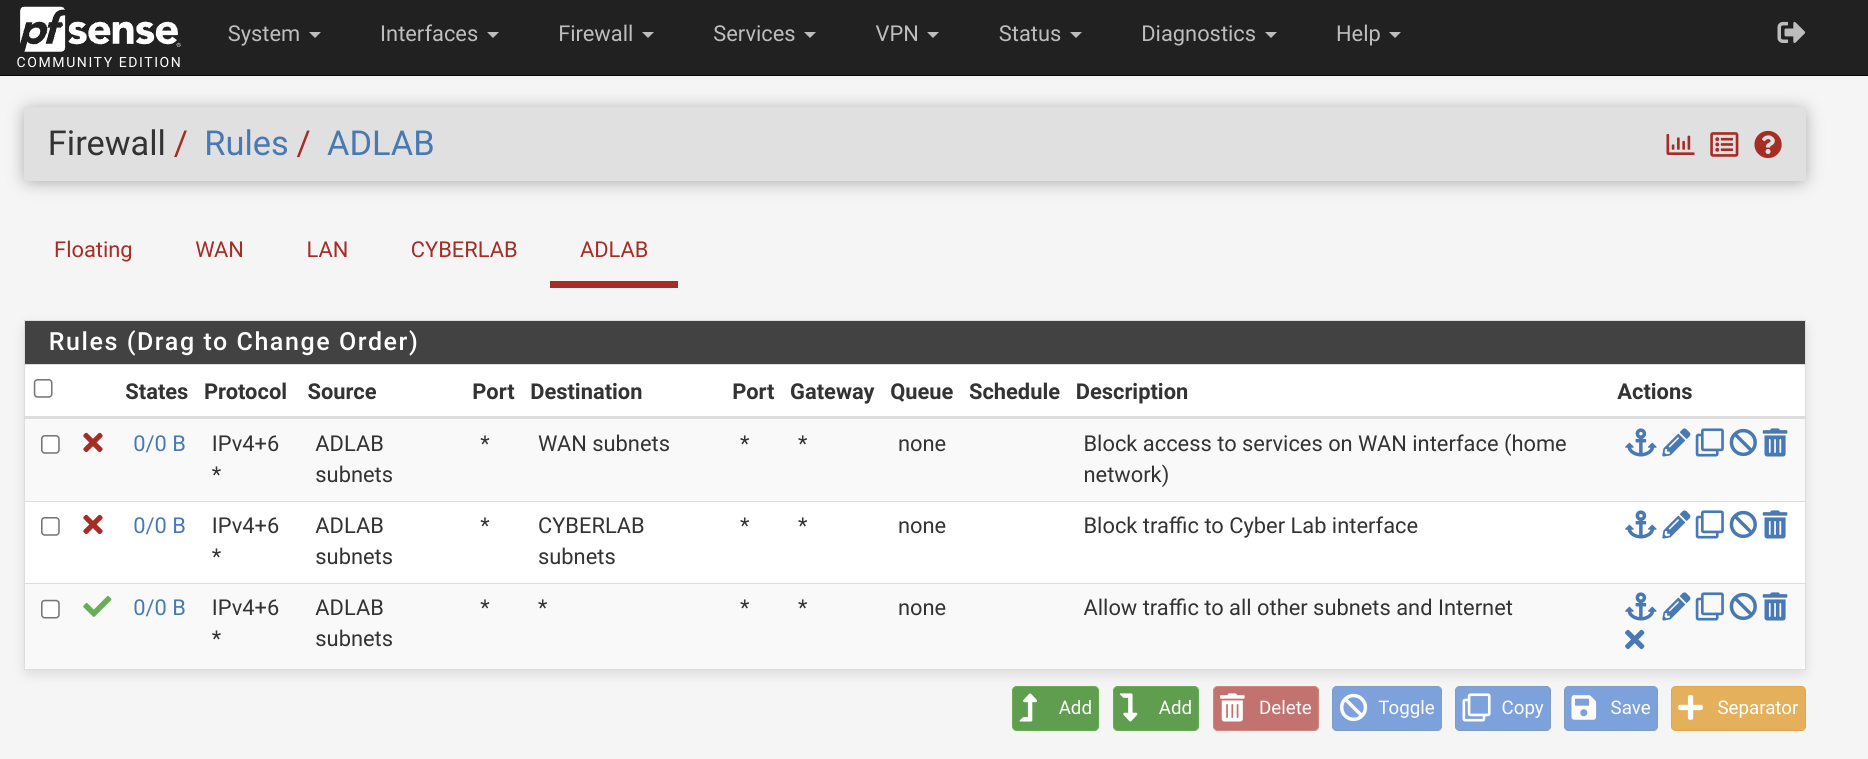 pfsense
COMMUNITY EDITION
System Interfaces Firewall Services VPN Status Diagnostics Help
Firewall / Rules / ADLAB
Floating WAN LAN CYBERLAB ADLAB
Rules (Drag to Change Order)
States Protocol Source Port Destination Port Gateway Queue Schedule Description Actions
0/0 B IPv4+6 ADLAB * WAN subnets * * none Block access to services on WAN interface (home
* subnets network)
0/0 B IPv4+6 ADLAB * CYBERLAB * * none Block traffic to Cyber Lab interface
* subnets subnets
0/0 B IPv4+6 ADLAB * * * * none Allow traffic to all other subnets and Internet
* subnets
Add Add Delete Toggle Copy Save Separator